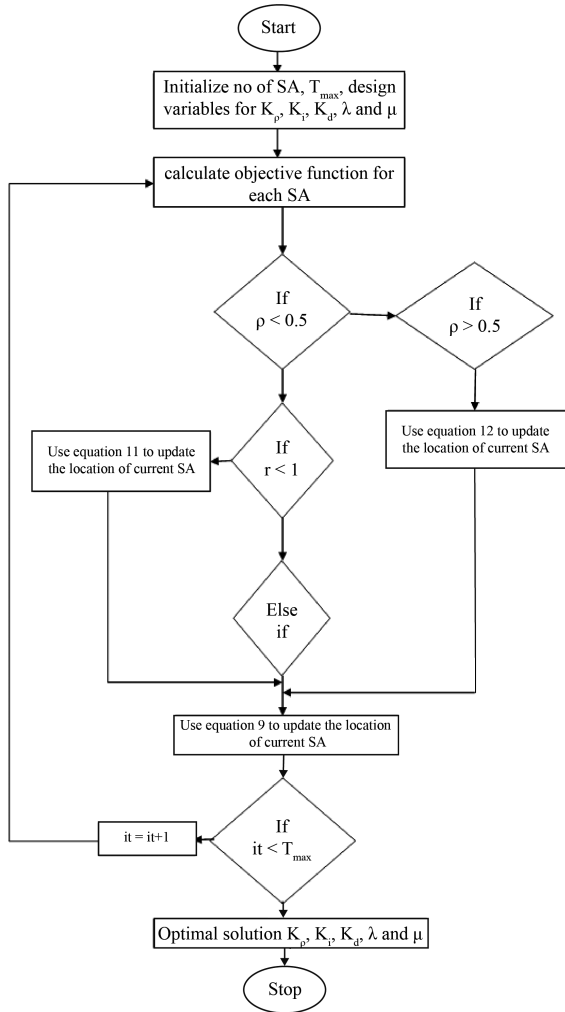 Start
Initialize no of SA, Tmax, design
variables for Kρ, Ki, Kd, λ and μ
calculate objective function for
each SA
If
ρ < 0.5
If
ρ > 0.5
Use equation 11 to update
the location of current SA
If
r < 1
Use equation 12 to update
the location of current SA
Else
if
Use equation 9 to update the location
of current SA
If
it < Tmax
it = it+1
Optimal solution Kρ, Ki, Kd, λ and μ
Stop